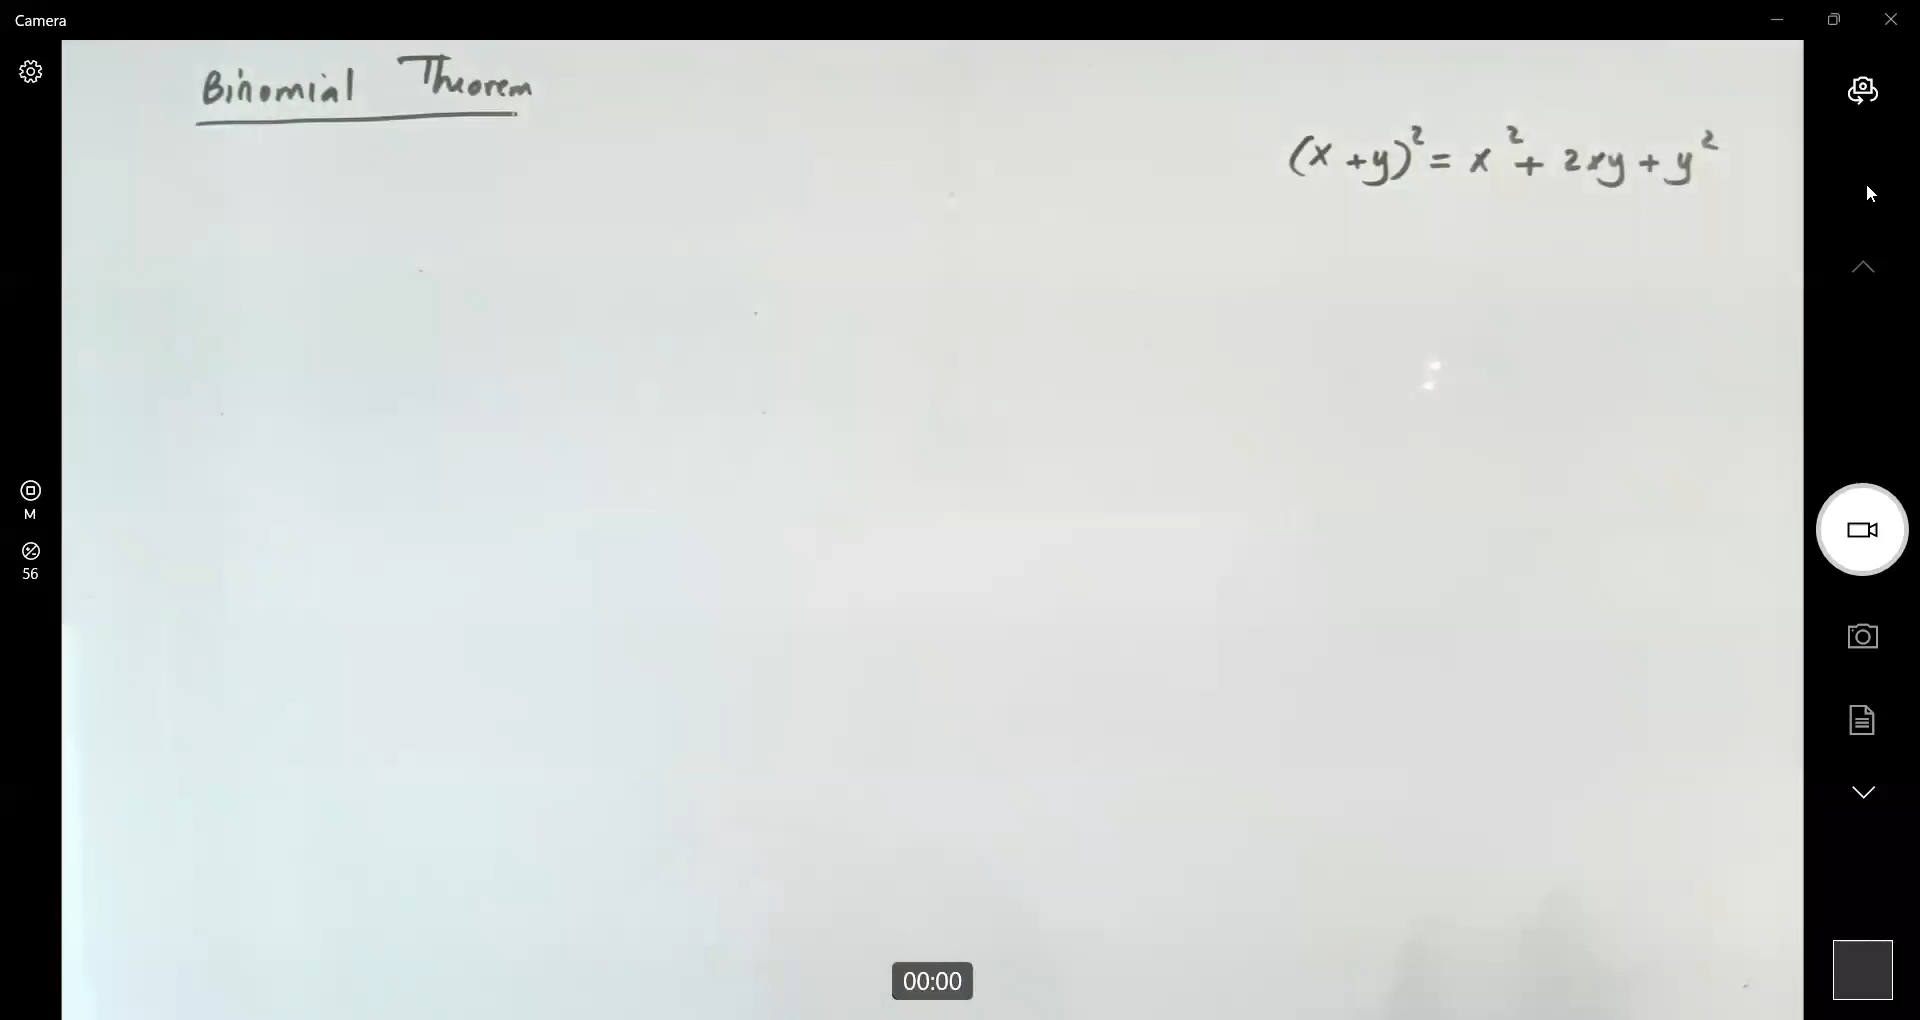 Camera
Binomial Theorem
(x + y)² = x² + 2xy + y²
M
56
00:00